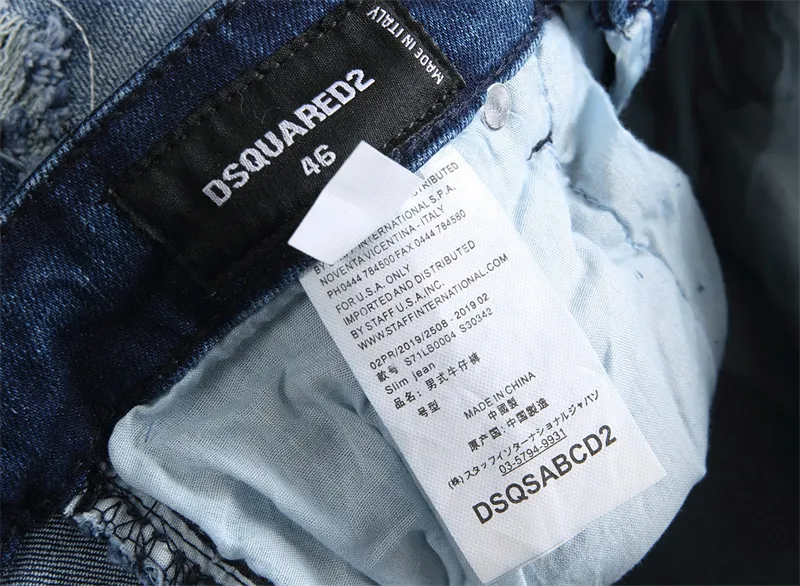 MADE IN ITALY
DSQUARED2
46
TRIBUTED
BY STAFF INTERNATIONAL S.P.A.
NOVENTA VICENTINA - ITALY
PH 0444 784500 FAX 0444 784580
FOR U.S.A. ONLY
IMPORTED AND DISTRIBUTED
BY STAFF U.S.A. INC.
WWW.STAFFINTERNATIONAL.COM
02PR/2019/2508 - 2019 02
款号 S71LB0004 S30342
Slim jean
品名: 男式牛仔裤
号型
MADE IN CHINA
中國製
原产国: 中国製造
(株) スタッフインターナショナルジャパン
03-5794-9931
DSQSABCD2